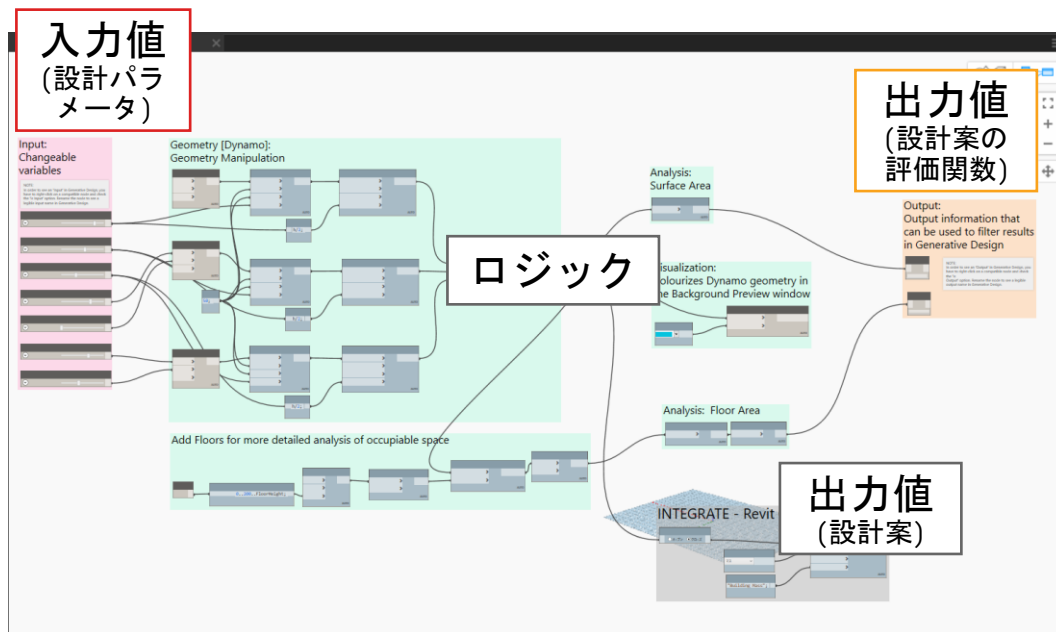 入力値
(設計パラ
メータ)
出力値
(設計案の
評価関数)
Input:
Changeable
variables
Geometry [Dynamo]:
Geometry Manipulation
Analysis:
Surface Area
Output:
Output information that
can be used to filter results
in Generative Design
ロジック
isualization:
olourizes Dynamo geometry in
he Background Preview window
Add Floors for more detailed analysis of occupiable space
Analysis: Floor Area
INTEGRATE - Revit
出力値
(設計案)